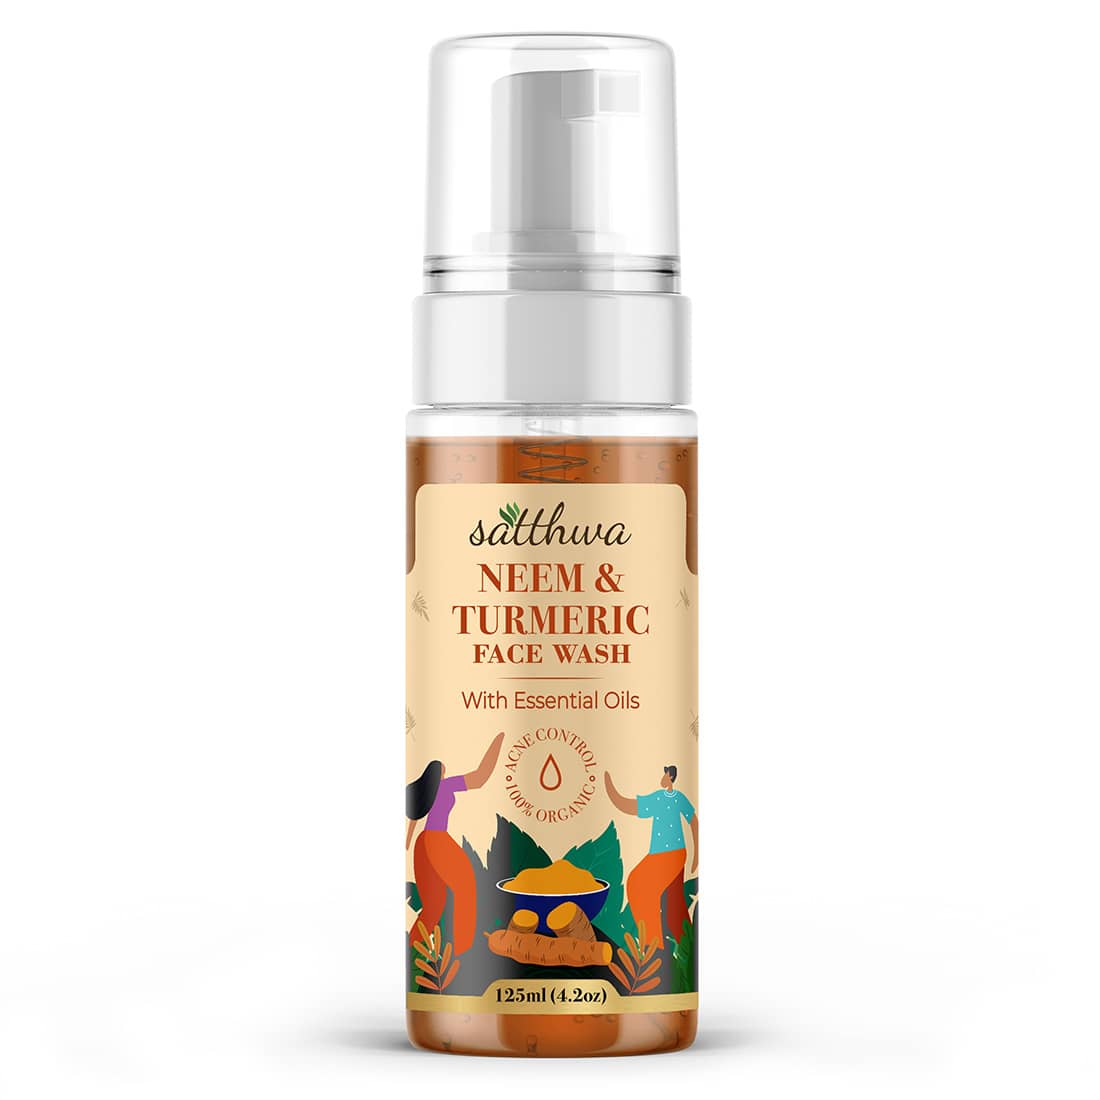 satthwa
NEEM &
TURMERIC
FACE WASH
With Essential Oils
ACNE CONTROL
100% ORGANIC
125ml (4.2oz)